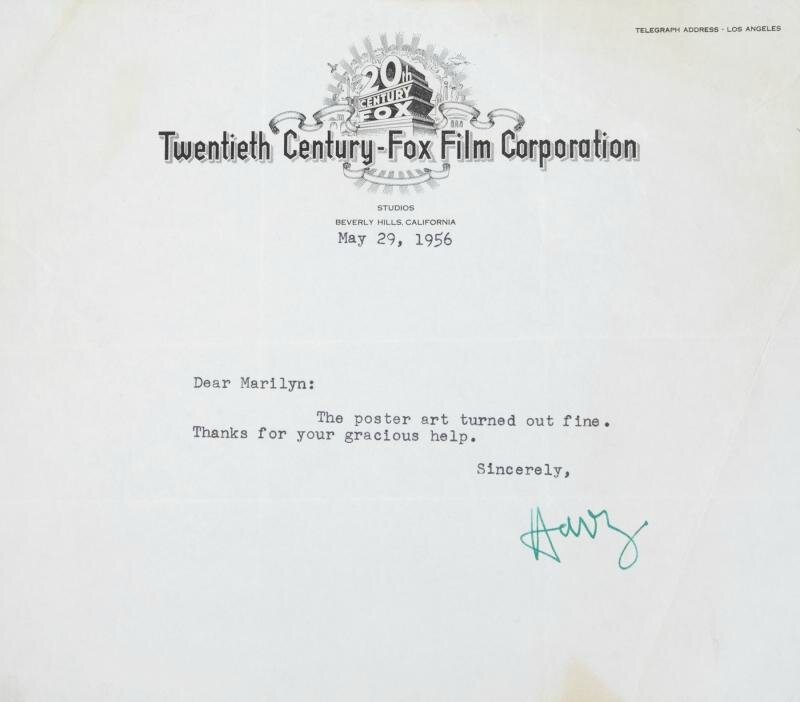 TELEGRAPH ADDRESS - LOS ANGELES
20th
CENTURY
FOX
Twentieth Century-Fox Film Corporation
STUDIOS
BEVERLY HILLS, CALIFORNIA
May 29, 1956
Dear Marilyn:
The poster art turned out fine.
Thanks for your gracious help.
Sincerely,